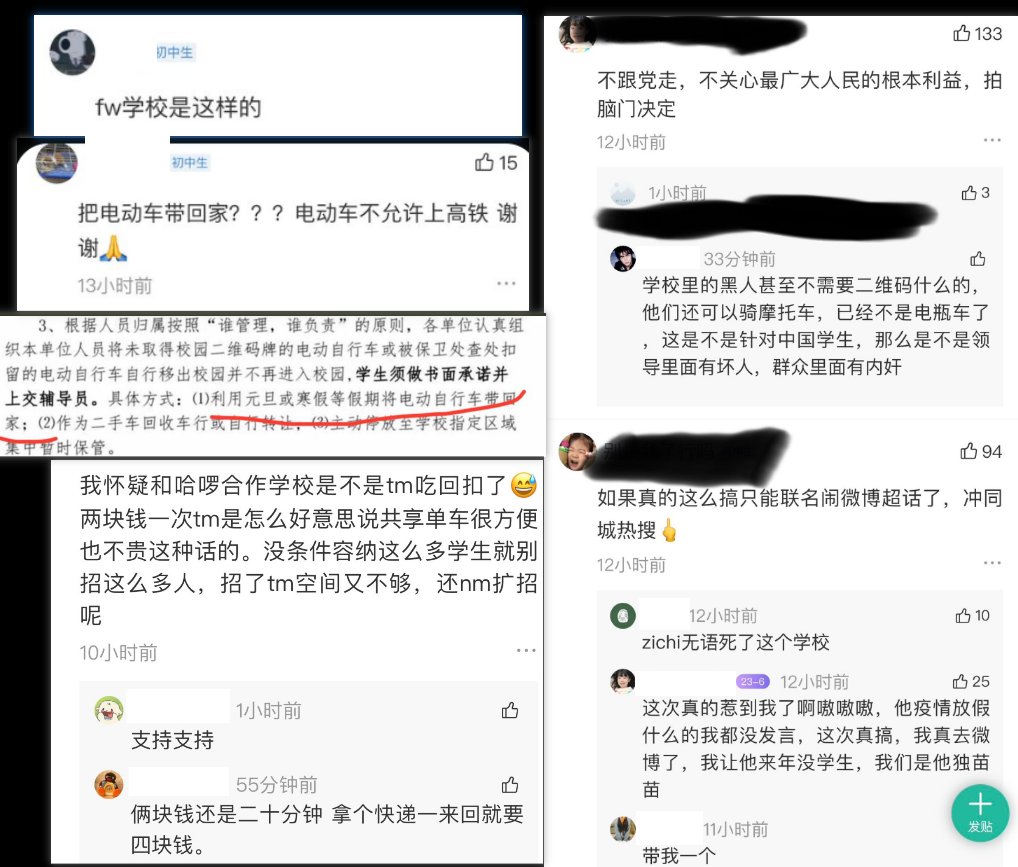 初中生
fw学校是这样的
初中生
15
把电动车带回家？？？电动车不允许上高铁 谢
谢🙏
13小时前
3、根据人员归属按照“谁管理，谁负责”的原则，各单位认真组
织本单位人员将未取得校园二维码牌的电动自行车或被保卫处查处扣
留的电动自行车自行移出校园并不再进入校园,学生须做书面承诺并
上交辅导员。具体方式：(1)利用元旦或寒假等假期将电动自行车带回
家；(2)作为二手车回收车行或自行转让，(3)主动停放至学校指定区域
集中暂时保管。
我怀疑和哈啰合作学校是不是tm吃回扣了😅
两块钱一次tm是怎么好意思说共享单车很方便
也不贵这种话的。没条件容纳这么多学生就别
招这么多人，招了tm空间又不够，还nm扩招
呢
10小时前
1小时前
支持支持
55分钟前
俩块钱还是二十分钟 拿个快递一来回就要
四块钱。
133
不跟党走，不关心最广大人民的根本利益，拍
脑门决定
12小时前
1小时前
3
33分钟前
学校里的黑人甚至不需要二维码什么的，
他们还可以骑摩托车，已经不是电瓶车了
，这是不是针对中国学生，那么是不是领
导里面有坏人，群众里面有内奸
94
如果真的这么搞只能联名闹微博超话了，冲同
城热搜🖕
12小时前
12小时前
10
zichi无语死了这个学校
23-6 12小时前
25
这次真的惹到我了啊嗷嗷嗷，他疫情放假
什么的我都没发言，这次真搞，我真去微
博了，我让他来年没学生，我们是他独苗
苗
11小时前
带我一个
发贴